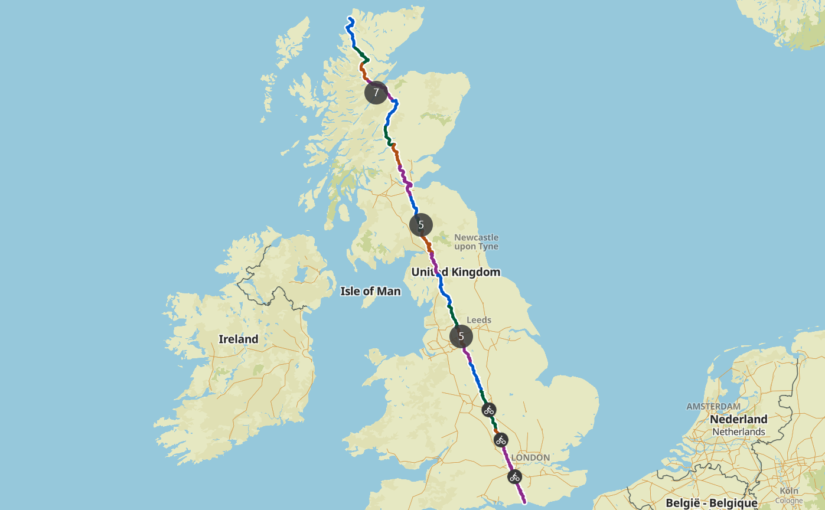 7
5
Newcastle
upon Tyne
United Kingdom
Isle of Man
Leeds
Ireland
5
AMSTERDAM
Nederland
Netherlands
LONDON
Köln
Cologne
België - Belgique